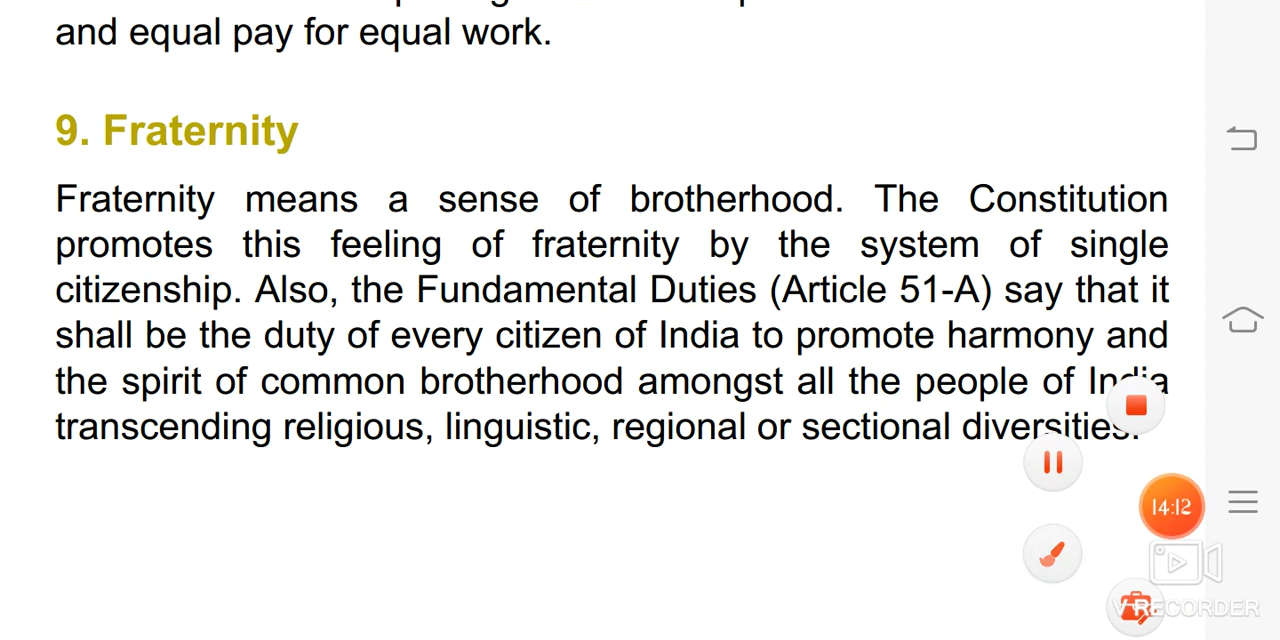 and equal pay for equal work.
9. Fraternity
Fraternity means a sense of brotherhood. The Constitution
promotes this feeling of fraternity by the system of single
citizenship. Also, the Fundamental Duties (Article 51-A) say that it
shall be the duty of every citizen of India to promote harmony and
the spirit of common brotherhood amongst all the people of India
transcending religious, linguistic, regional or sectional diversities.
14:12
V RECORDER